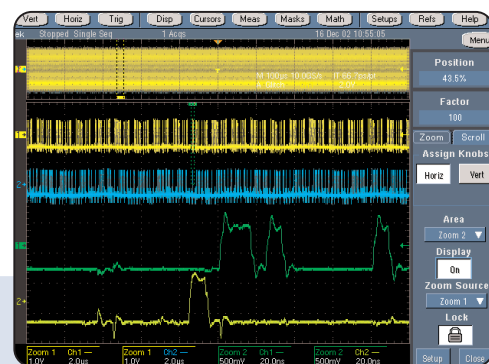 Vert Horiz Trig Disp Cursors Meas Masks Math Setups Refs Help
ek Stopped Single Seq 1 Acqs 16 Dec 02 10:55:05
Menu
Position
43.5%
Factor
100
Zoom Scroll
Assign Knobs
Horiz Vert
Area
Zoom 2
Display
On
Zoom Source
Zoom 1
Lock
Setup Close
Zoom 1 Ch1 Zoom 1 Ch2 Zoom 2 Ch1 Zoom 2 Ch2
1.0V 2.0µs 1.0V 2.0µs 500mV 20.0ns 500mV 20.0ns